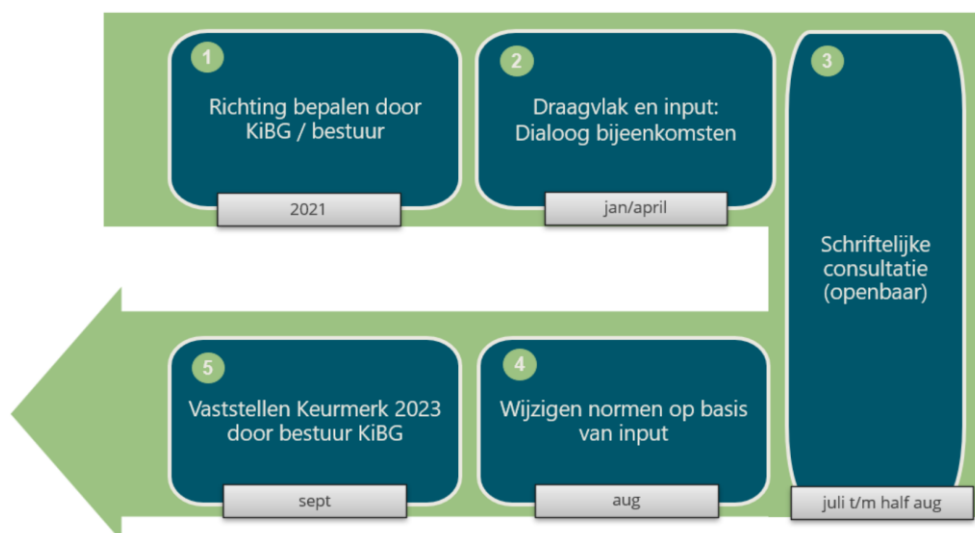 1
Richting bepalen door
KiBG / bestuur
2021
2
Draagvlak en input:
Dialoog bijeenkomsten
jan/april
3
Schriftelijke
consultatie
(openbaar)
juli t/m half aug
4
Wijzigen normen op basis
van input
aug
5
Vaststellen Keurmerk 2023
door bestuur KiBG
sept